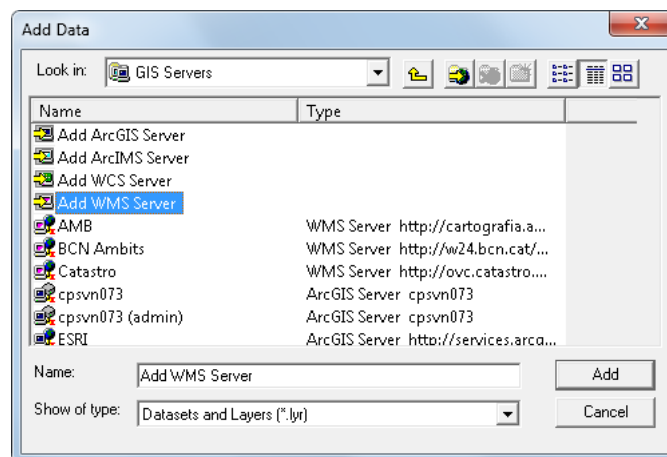 Add Data
Look in: GIS Servers
Name Type
Add ArcGIS Server
Add ArcIMS Server
Add WCS Server
Add WMS Server
AMB WMS Server http://cartografia.a...
BCN Ambits WMS Server http://w24.bcn.cat/...
Catastro WMS Server http://ovc.catastro....
cpsvn073 ArcGIS Server cpsvn073
cpsvn073 (admin) ArcGIS Server cpsvn073
ESRI ArcGIS Server http://services.arcg...
Name: Add WMS Server Add
Show of type: Datasets and Layers (*.lyr) Cancel